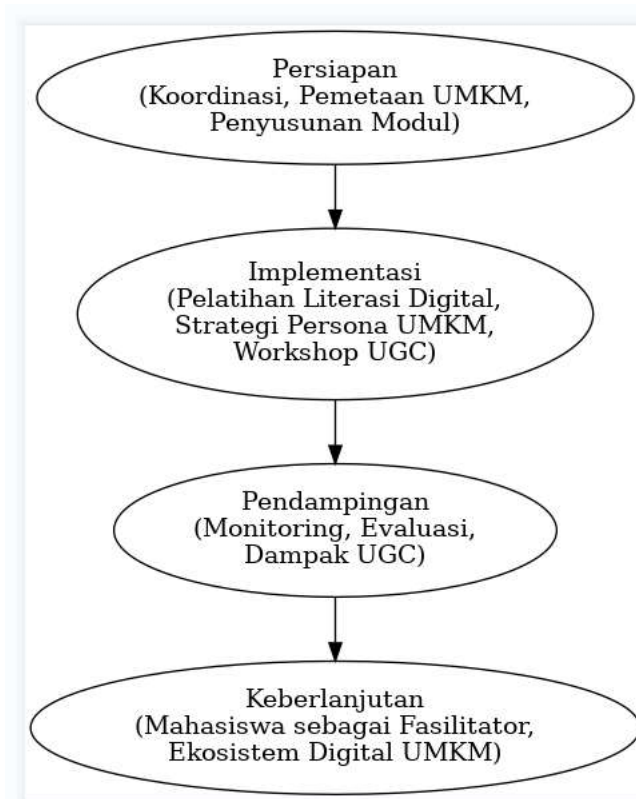 Persiapan
(Koordinasi, Pemetaan UMKM,
Penyusunan Modul)
Implementasi
(Pelatihan Literasi Digital,
Strategi Persona UMKM,
Workshop UGC)
Pendampingan
(Monitoring, Evaluasi,
Dampak UGC)
Keberlanjutan
(Mahasiswa sebagai Fasilitator,
Ekosistem Digital UMKM)